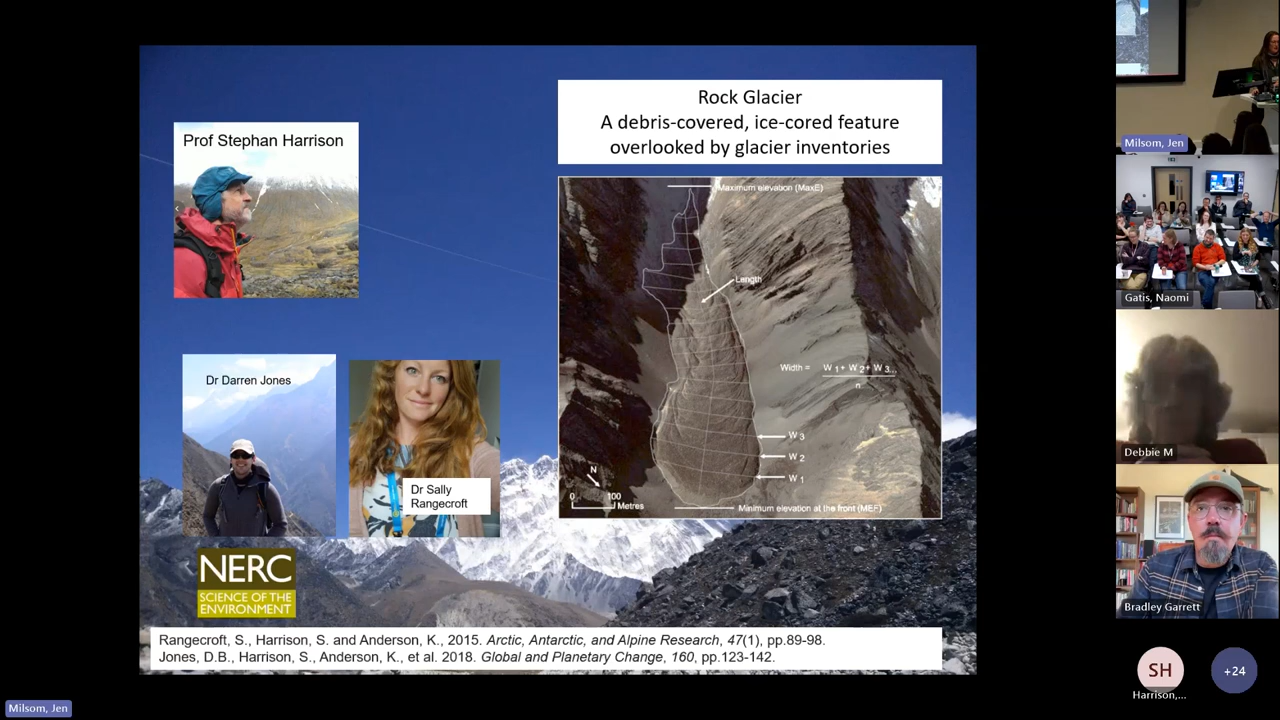 Prof Stephan Harrison
Rock Glacier
A debris-covered, ice-cored feature
overlooked by glacier inventories
Maximum elevation (MaxE)
Length
Width = W 1+ W 2+ W 3...
n
W 3
W 2
W 1
N
0 100
Metres
Minimum elevation at the front (MEF)
Dr Darren Jones
Dr Sally
Rangecroft
NERC
SCIENCE OF THE
ENVIRONMENT
Rangecroft, S., Harrison, S. and Anderson, K., 2015. Arctic, Antarctic, and Alpine Research, 47(1), pp.89-98.
Jones, D.B., Harrison, S., Anderson, K., et al. 2018. Global and Planetary Change, 160, pp.123-142.
Milsom, Jen
Milsom, Jen
Gatis, Naomi
Debbie M
Bradley Garrett
SH
Harrison,...
+24